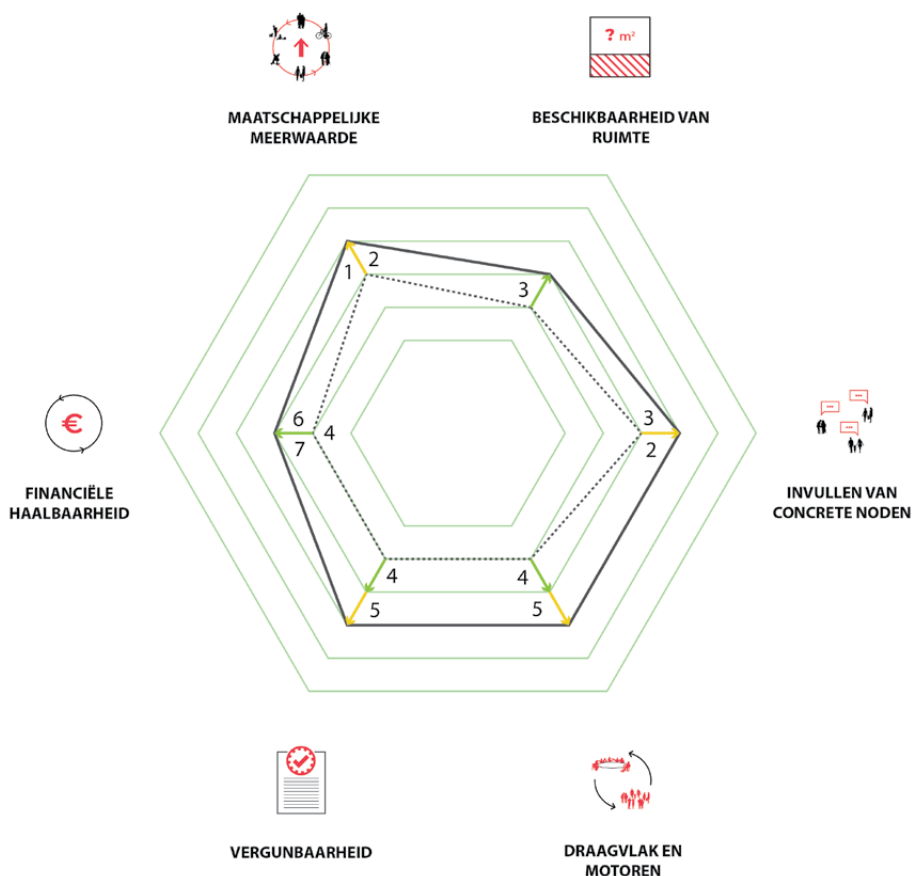 ? m²
MAATSCHAPPELIJKE
MEERWAARDE
BESCHIKBAARHEID VAN
RUIMTE
1
2
3
€
6
7
4
3
2
FINANCIËLE
HAALBAARHEID
INVULLEN VAN
CONCRETE NODEN
4
5
4
5
VERGUNBAARHEID
DRAAGVLAK EN
MOTOREN